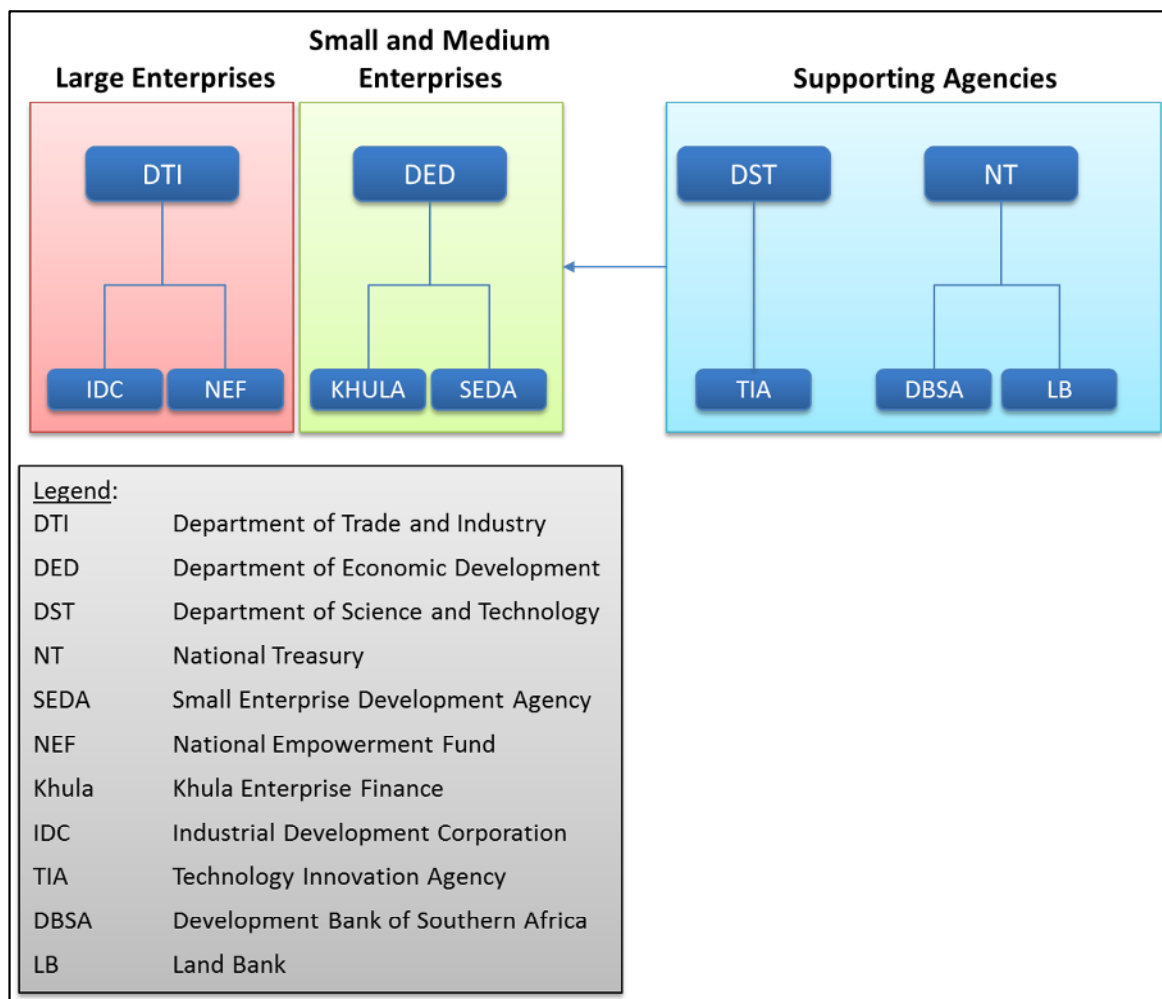 Large Enterprises
Small and Medium
Enterprises
Supporting Agencies
DTI
DED
DST
NT
IDC
NEF
KHULA
SEDA
TIA
DBSA
LB
Legend:
DTI Department of Trade and Industry
DED Department of Economic Development
DST Department of Science and Technology
NT National Treasury
SEDA Small Enterprise Development Agency
NEF National Empowerment Fund
Khula Khula Enterprise Finance
IDC Industrial Development Corporation
TIA Technology Innovation Agency
DBSA Development Bank of Southern Africa
LB Land Bank